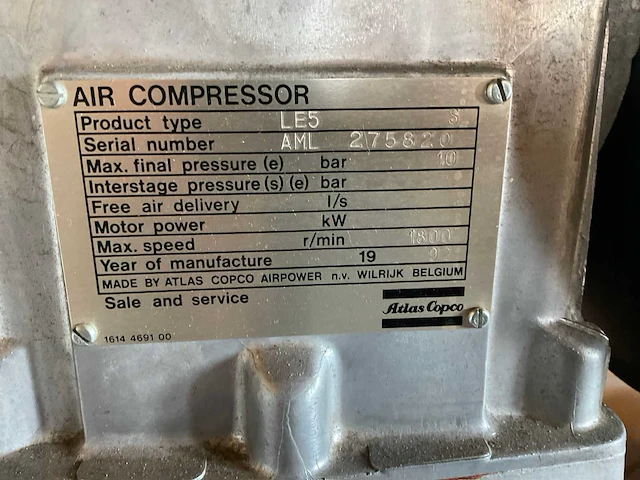 AIR COMPRESSOR
Product type LE5 S
Serial number AML 275820
Max. final pressure (e) bar 10
Interstage pressure(s) (e) bar
Free air delivery l/s
Motor power kW
Max. speed r/min 1800
Year of manufacture 19
MADE BY ATLAS COPCO AIRPOWER n.v. WILRIJK BELGIUM
Sale and service
Atlas Copco
1614 4691 00